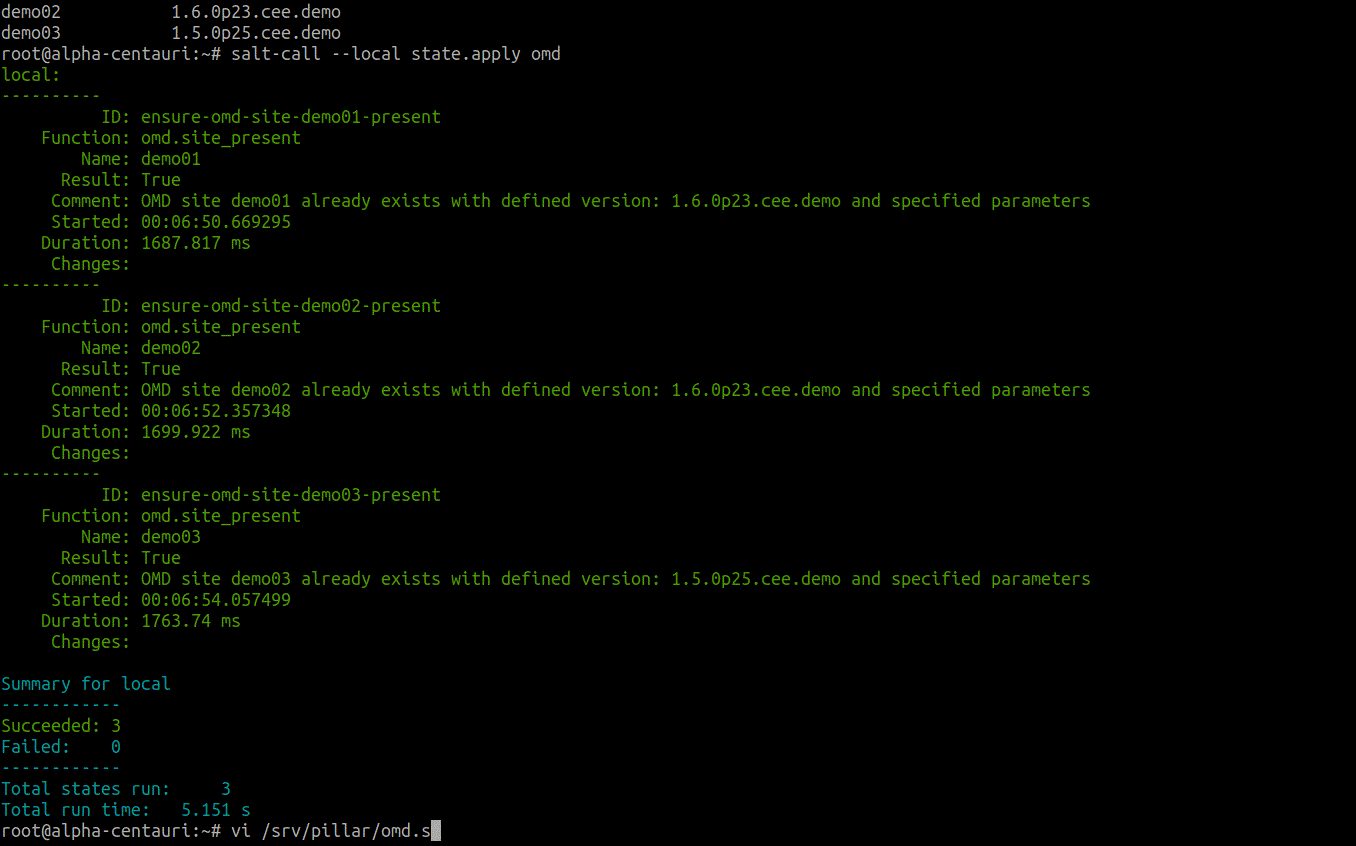 demo02           1.6.0p23.cee.demo
demo03           1.5.0p25.cee.demo
root@alpha-centauri:~# salt-call --local state.apply omd
local:
----------
          ID: ensure-omd-site-demo01-present
    Function: omd.site_present
        Name: demo01
      Result: True
     Comment: OMD site demo01 already exists with defined version: 1.6.0p23.cee.demo and specified parameters
     Started: 00:06:50.669295
    Duration: 1687.817 ms
     Changes:
----------
          ID: ensure-omd-site-demo02-present
    Function: omd.site_present
        Name: demo02
      Result: True
     Comment: OMD site demo02 already exists with defined version: 1.6.0p23.cee.demo and specified parameters
     Started: 00:06:52.357348
    Duration: 1699.922 ms
     Changes:
----------
          ID: ensure-omd-site-demo03-present
    Function: omd.site_present
        Name: demo03
      Result: True
     Comment: OMD site demo03 already exists with defined version: 1.5.0p25.cee.demo and specified parameters
     Started: 00:06:54.057499
    Duration: 1763.74 ms
     Changes:

Summary for local
------------
Succeeded: 3
Failed:    0
------------
Total states run:     3
Total run time:   5.151 s
root@alpha-centauri:~# vi /srv/pillar/omd.s